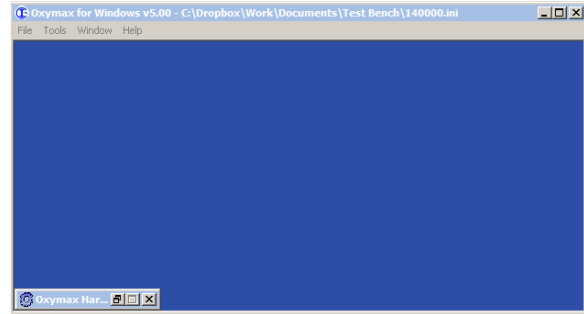 Oxymax for Windows v5.00 - C:\Dropbox\Work\Documents\Test Bench\140000.ini
File Tools Window Help
Oxymax Har...